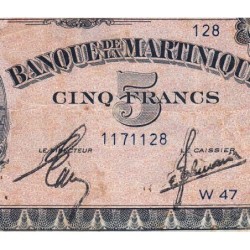 128
BANQUE DE LA MARTINIQUE
5
CINQ FRANCS
1171128
LE DIRECTEUR LE CAISSIER
W 47